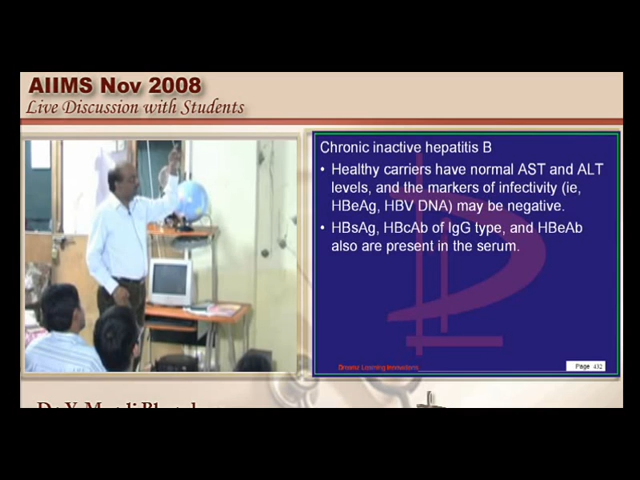 AIIMS Nov 2008
Live Discussion with Students
Chronic inactive hepatitis B
• Healthy carriers have normal AST and ALT
levels, and the markers of infectivity (ie,
HBeAg, HBV DNA) may be negative.
• HBsAg, HBcAb of IgG type, and HBeAb
also are present in the serum.
Learning Innovations
Page 432